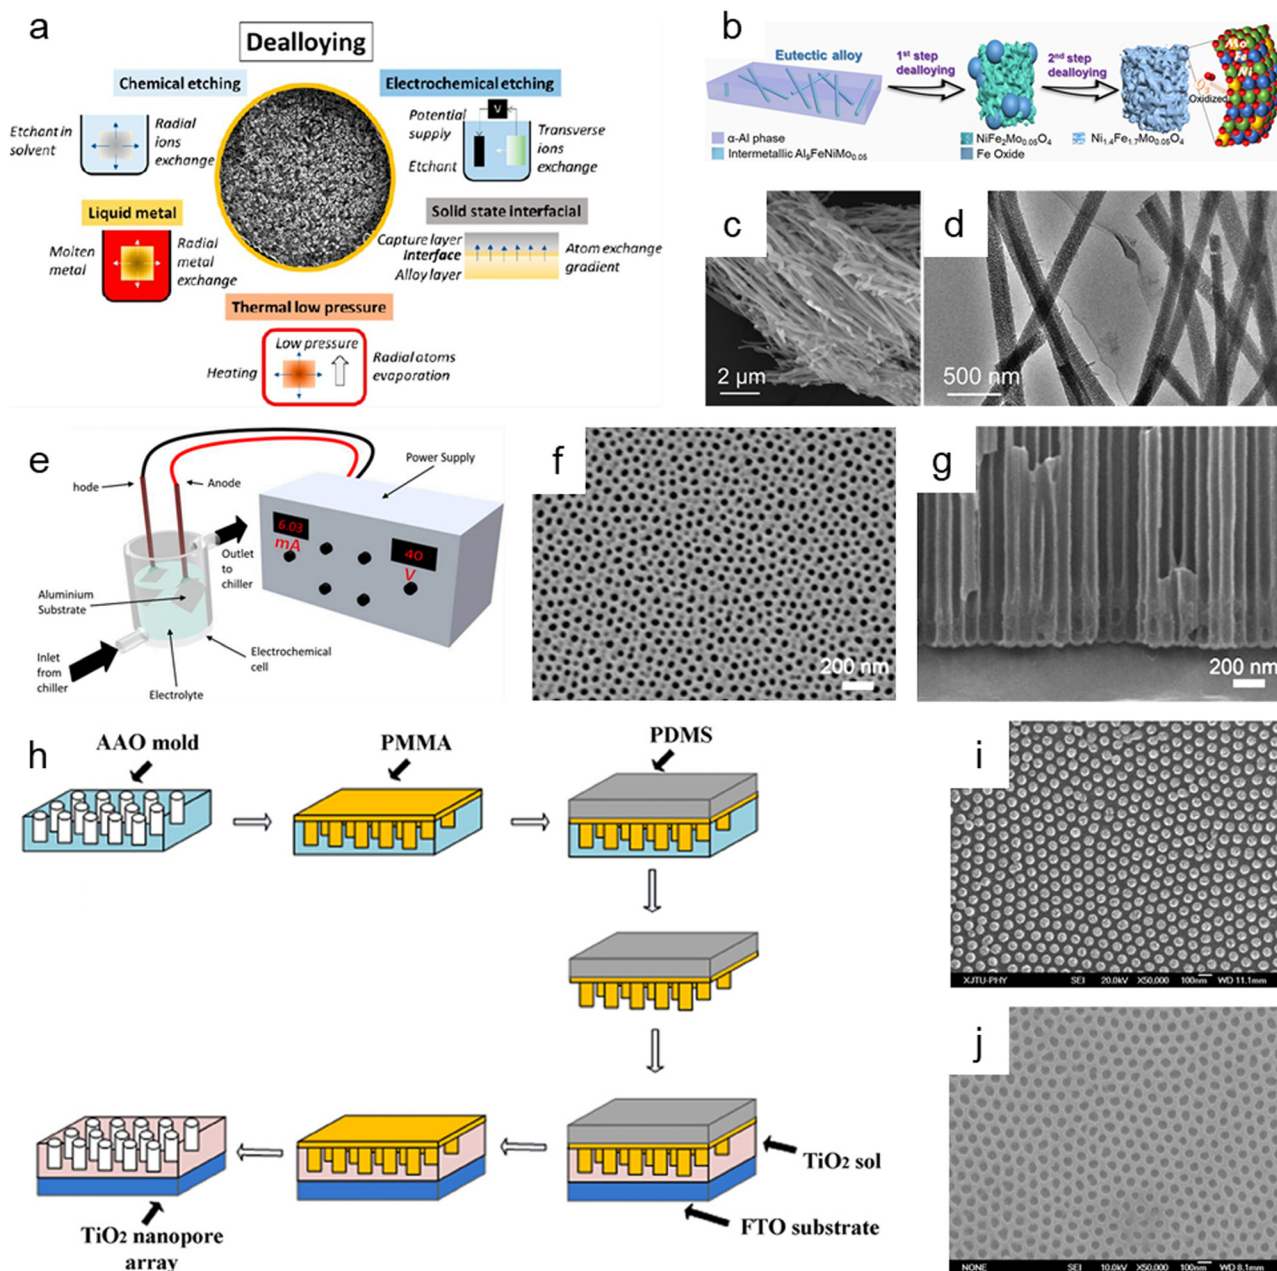 a
Dealloying
Chemical etching
Etchant in
solvent
Radial
ions
exchange
Electrochemical etching
Potential
supply
Etchant
V
Transverse
ions
exchange
Liquid metal
Molten
metal
Radial
metal
exchange
Solid state interfacial
Capture layer
Interface
Alloy layer
Atom exchange
gradient
Thermal low pressure
Low pressure
Heating
Radial atoms
evaporation
b
Eutectic alloy
1st step
dealloying
2nd step
dealloying
Mo
Fe
Ni
O2
Oxidized
α-Al phase
Intermetallic Al9FeNiMo0.05
NiFe2Mo0.05O4
Fe Oxide
Ni1.4Fe1.7Mo0.05O4
c
2 μm
d
500 nm
e
hode
Anode
Power Supply
6.03
mA
40
V
Outlet
to
chiller
Aluminium
Substrate
Inlet
from
chiller
Electrolyte
Electrochemical
cell
f
200 nm
g
200 nm
h
AAO mold
PMMA
PDMS
TiO2 sol
FTO substrate
TiO2 nanopore
array
i
XJTU-PHY SEI 20.0kV X50,000 100nm WD 11.1mm
j
NONE SEI 10.0kV X50,000 100nm WD 8.1mm